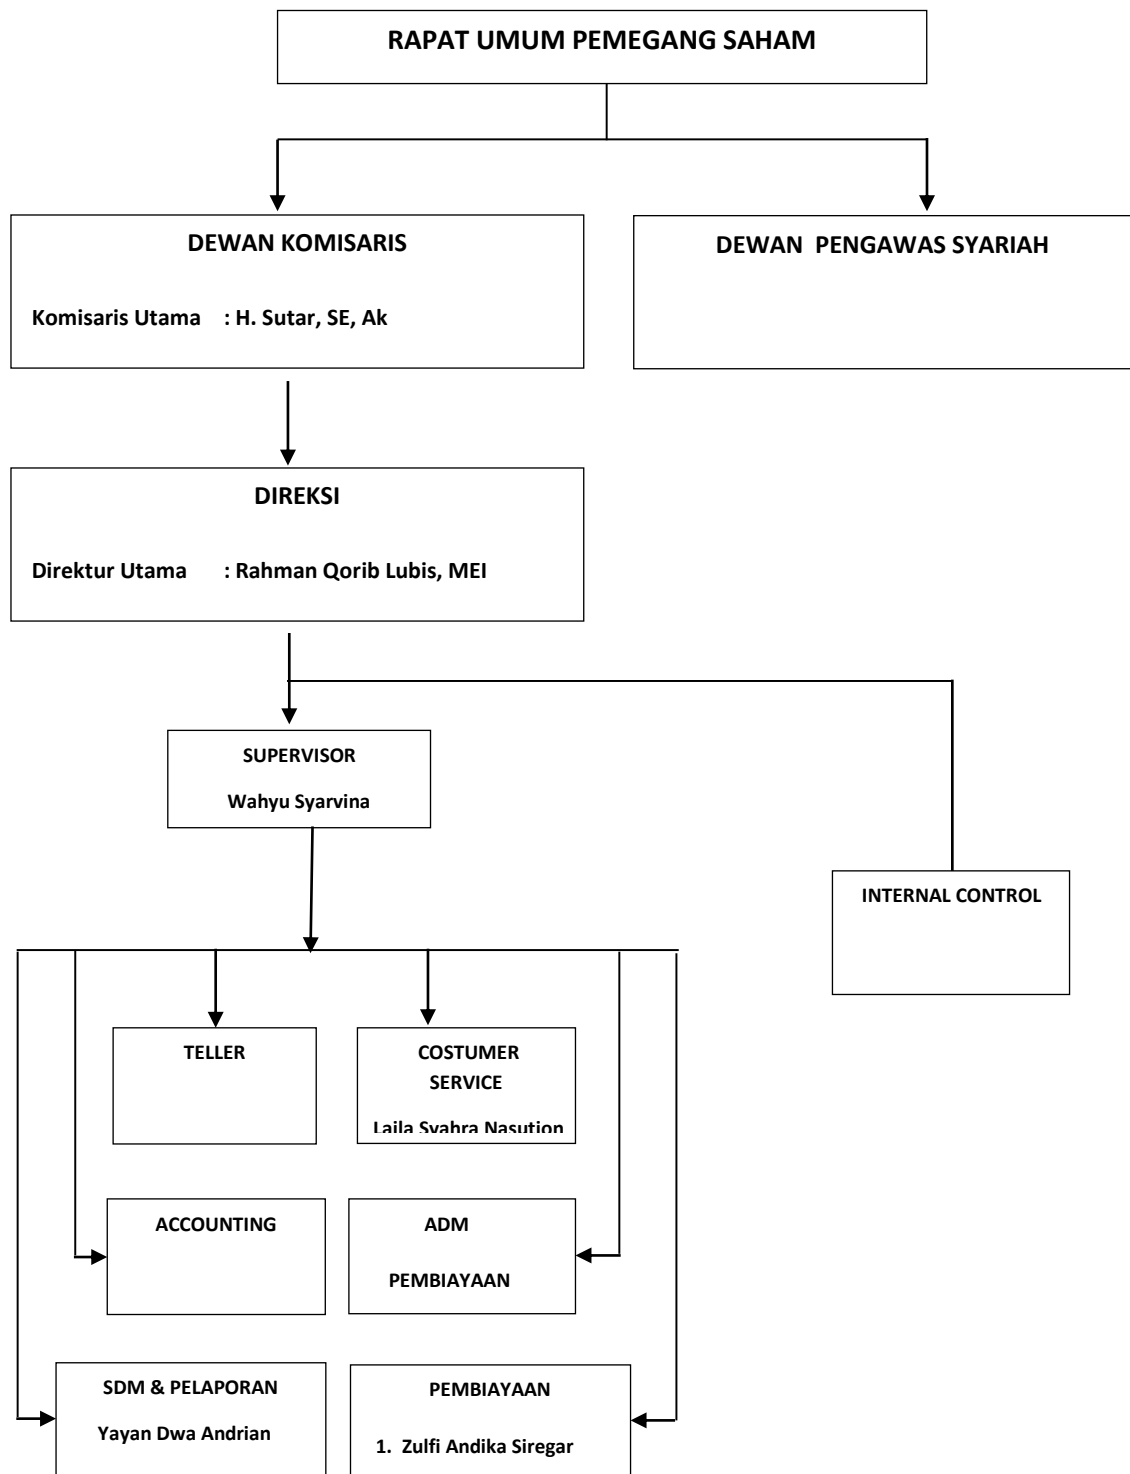 RAPAT UMUM PEMEGANG SAHAM
DEWAN KOMISARIS
Komisaris Utama : H. Sutar, SE, Ak
DEWAN PENGAWAS SYARIAH
DIREKSI
Direktur Utama : Rahman Qorib Lubis, MEI
SUPERVISOR
Wahyu Syarvina
INTERNAL CONTROL
TELLER
COSTUMER
SERVICE
Laila Syahra Nasution
ACCOUNTING
ADM
PEMBIAYAAN
SDM & PELAPORAN
Yayan Dwa Andrian
PEMBIAYAAN
1. Zulfi Andika Siregar